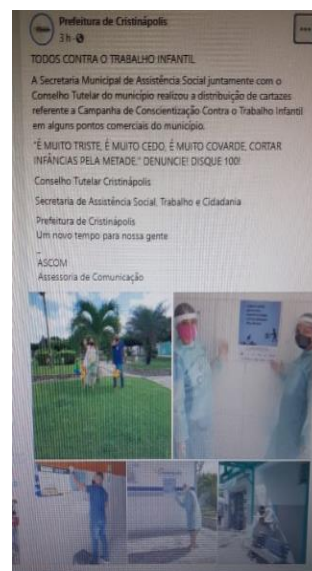 Prefeitura de Cristinápolis
3 h ·
TODOS CONTRA O TRABALHO INFANTIL
A Secretaria Municipal de Assistência Social juntamente com o
Conselho Tutelar do município realizou a distribuição de cartazes
referente a Campanha de Conscientização Contra o Trabalho Infantil
em alguns pontos comerciais do município.
"É MUITO TRISTE, É MUITO CEDO, É MUITO COVARDE, CORTAR
INFÂNCIAS PELA METADE." DENUNCIE! DISQUE 100!
Conselho Tutelar Cristinápolis
Secretaria de Assistência Social, Trabalho e Cidadania
Prefeitura de Cristinápolis
Um novo tempo para nossa gente
_
ASCOM
Assessoria de Comunicação